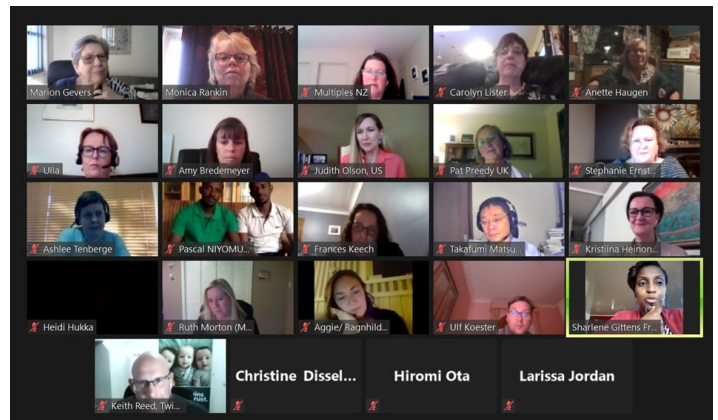 Marion Gevers
Monica Rankin
Multiples NZ
Carolyn Lister
Anette Haugen
Ulla
Amy Bredemeyer
Judith Olson, US
Pat Preedy UK
Stephanie Ernst...
Ashlee Tenberge
Pascal NIYOMU...
Frances Keech
Takafumi Matsu...
Kristiina Heinon...
Heidi Hukka
Ruth Morton (M...
Aggie/ Ragnhild...
Ulf Koester
Sharlene Gittens Fr...
Keith Reed, Twi...
Christine Dissel...
Hiromi Ota
Larissa Jordan